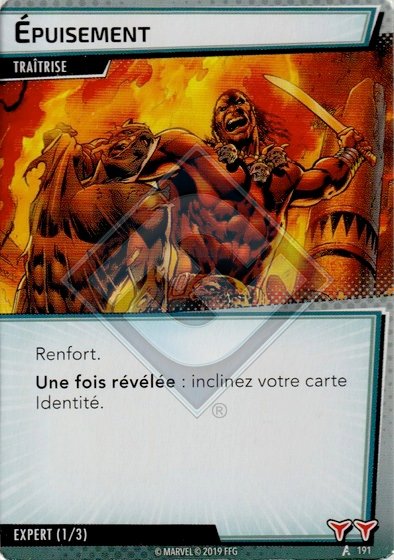 ÉPUISEMENT
TRAÎTRISE
Renfort.
Une fois révélée : inclinez votre carte
Identité.
®
EXPERT (1/3)
© MARVEL © 2019 FFG
191